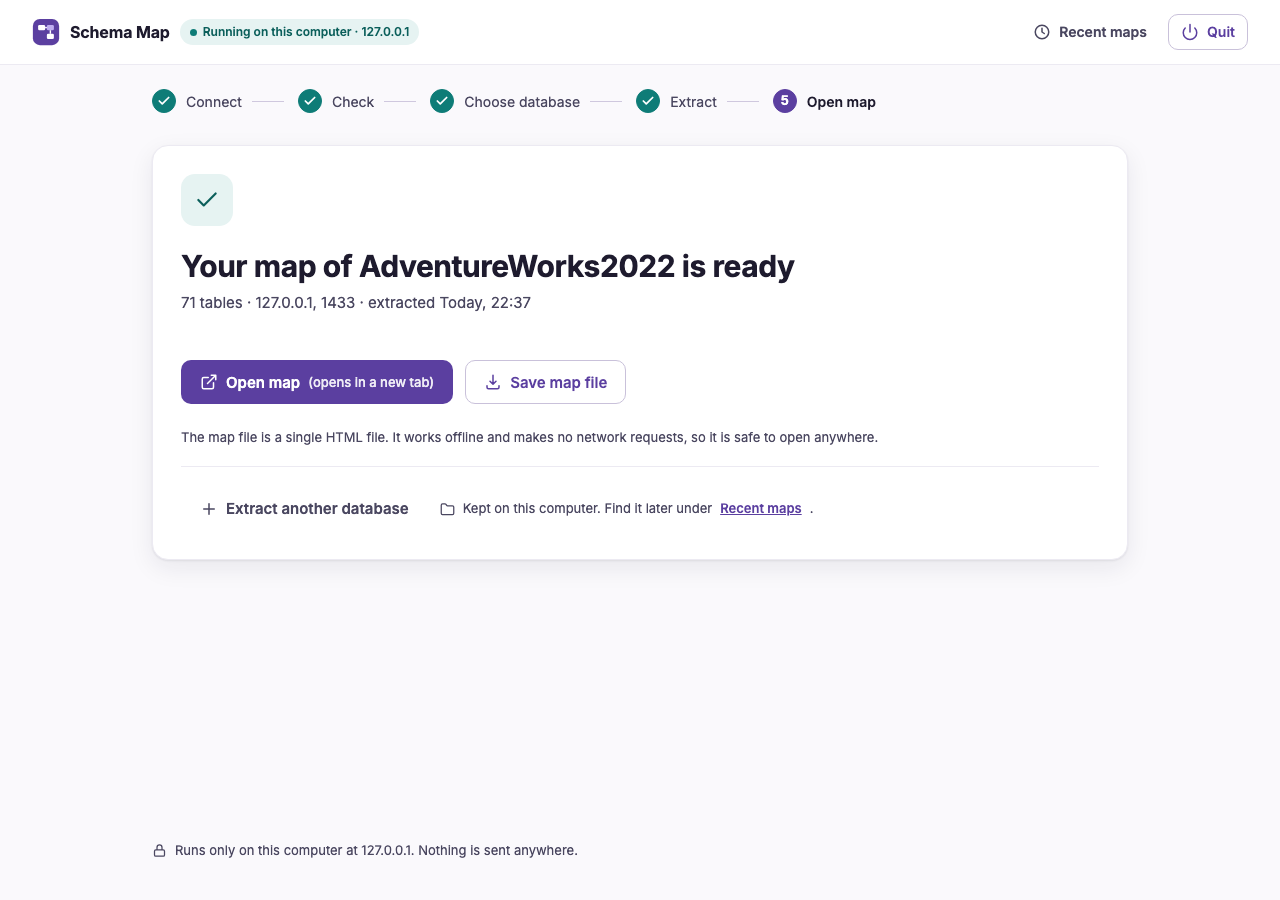 Schema Map
Running on this computer · 127.0.0.1
Recent maps
Quit
Connect
Check
Choose database
Extract
5 Open map
Your map of AdventureWorks2022 is ready
71 tables · 127.0.0.1, 1433 · extracted Today, 22:37
Open map (opens in a new tab)
Save map file
The map file is a single HTML file. It works offline and makes no network requests, so it is safe to open anywhere.
Extract another database
Kept on this computer. Find it later under Recent maps .
Runs only on this computer at 127.0.0.1. Nothing is sent anywhere.